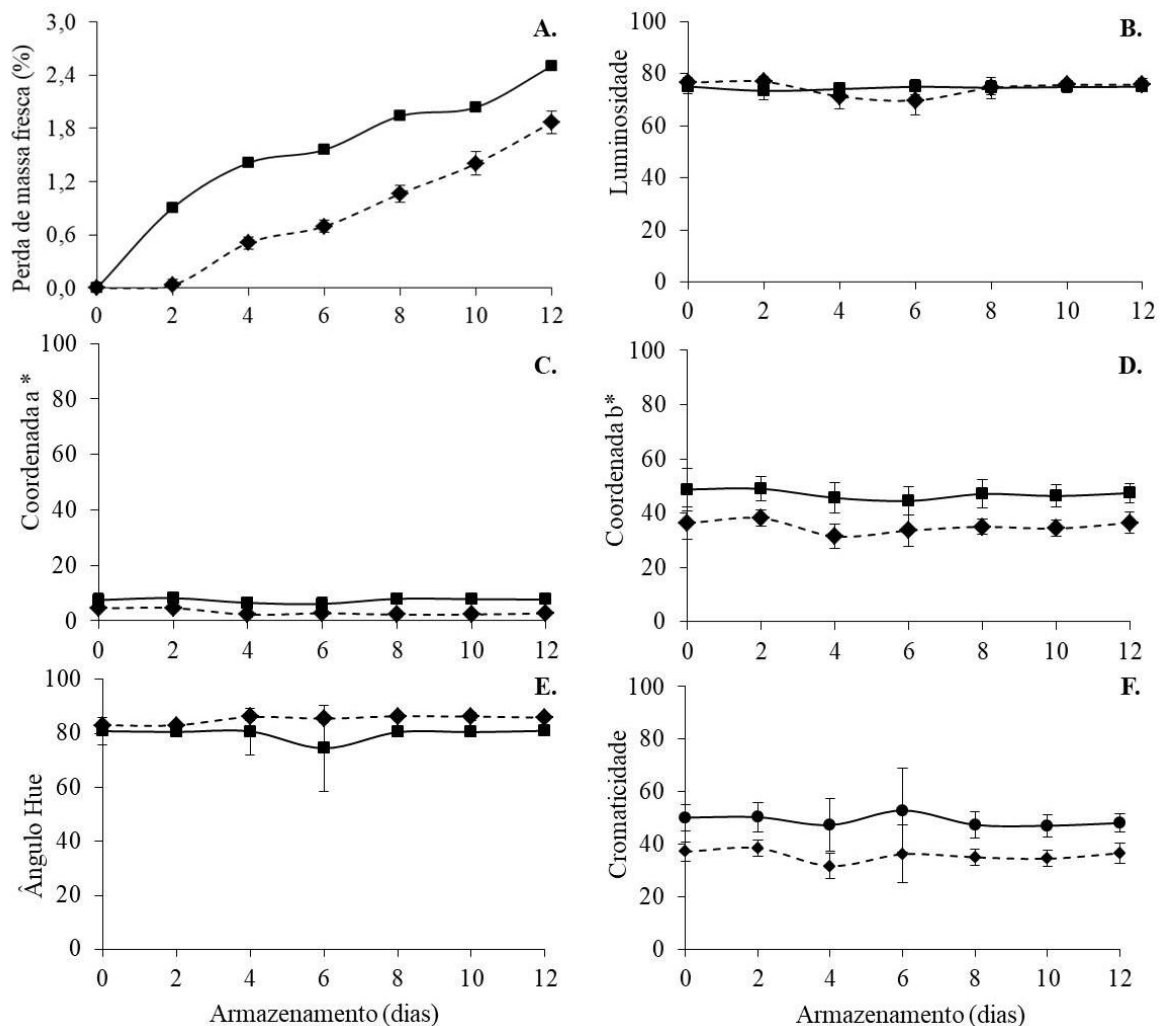 A.
Perda de massa fresca (%)
3,0
2,4
1,8
1,2
0,6
0,0
0 2 4 6 8 10 12
B.
Luminosidade
100
80
60
40
20
0
0 2 4 6 8 10 12
C.
Coordenada a *
100
80
60
40
20
0
0 2 4 6 8 10 12
D.
Coordenada b*
100
80
60
40
20
0
0 2 4 6 8 10 12
E.
Ângulo Hue
100
80
60
40
20
0
0 2 4 6 8 10 12
Armazenamento (dias)
F.
Cromaticidade
100
80
60
40
20
0
0 2 4 6 8 10 12
Armazenamento (dias)